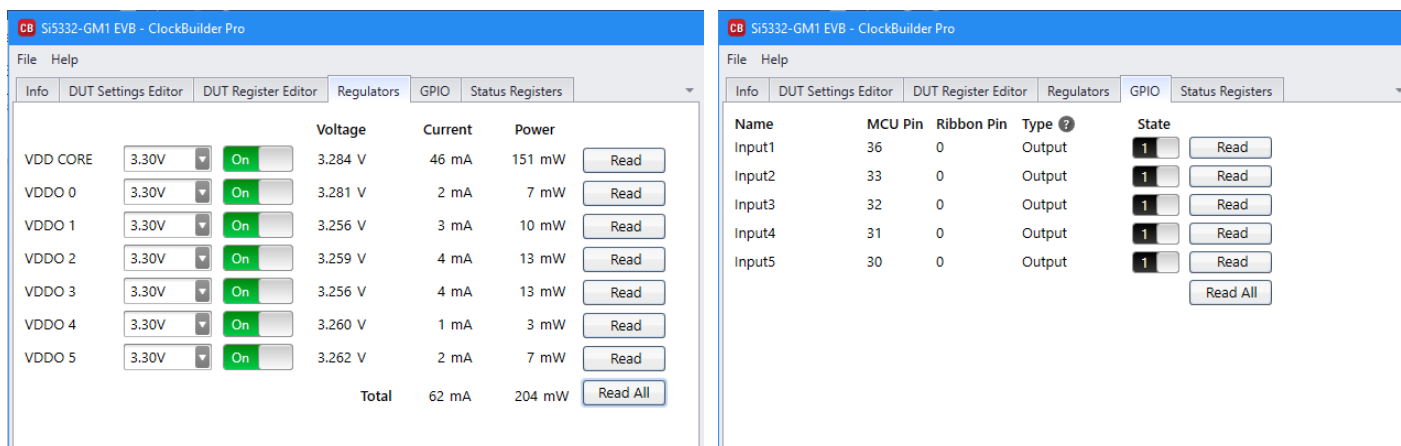 CB Si5332-GM1 EVB - ClockBuilder Pro
File Help
Info DUT Settings Editor DUT Register Editor Regulators GPIO Status Registers
Voltage Current Power
VDD CORE 3.30V On 3.284 V 46 mA 151 mW Read
VDDO 0 3.30V On 3.281 V 2 mA 7 mW Read
VDDO 1 3.30V On 3.256 V 3 mA 10 mW Read
VDDO 2 3.30V On 3.259 V 4 mA 13 mW Read
VDDO 3 3.30V On 3.256 V 4 mA 13 mW Read
VDDO 4 3.30V On 3.260 V 1 mA 3 mW Read
VDDO 5 3.30V On 3.262 V 2 mA 7 mW Read
Total 62 mA 204 mW Read All
CB Si5332-GM1 EVB - ClockBuilder Pro
File Help
Info DUT Settings Editor DUT Register Editor Regulators GPIO Status Registers
Name MCU Pin Ribbon Pin Type ? State
Input1 36 0 Output 1 Read
Input2 33 0 Output 1 Read
Input3 32 0 Output 1 Read
Input4 31 0 Output 1 Read
Input5 30 0 Output 1 Read
Read All